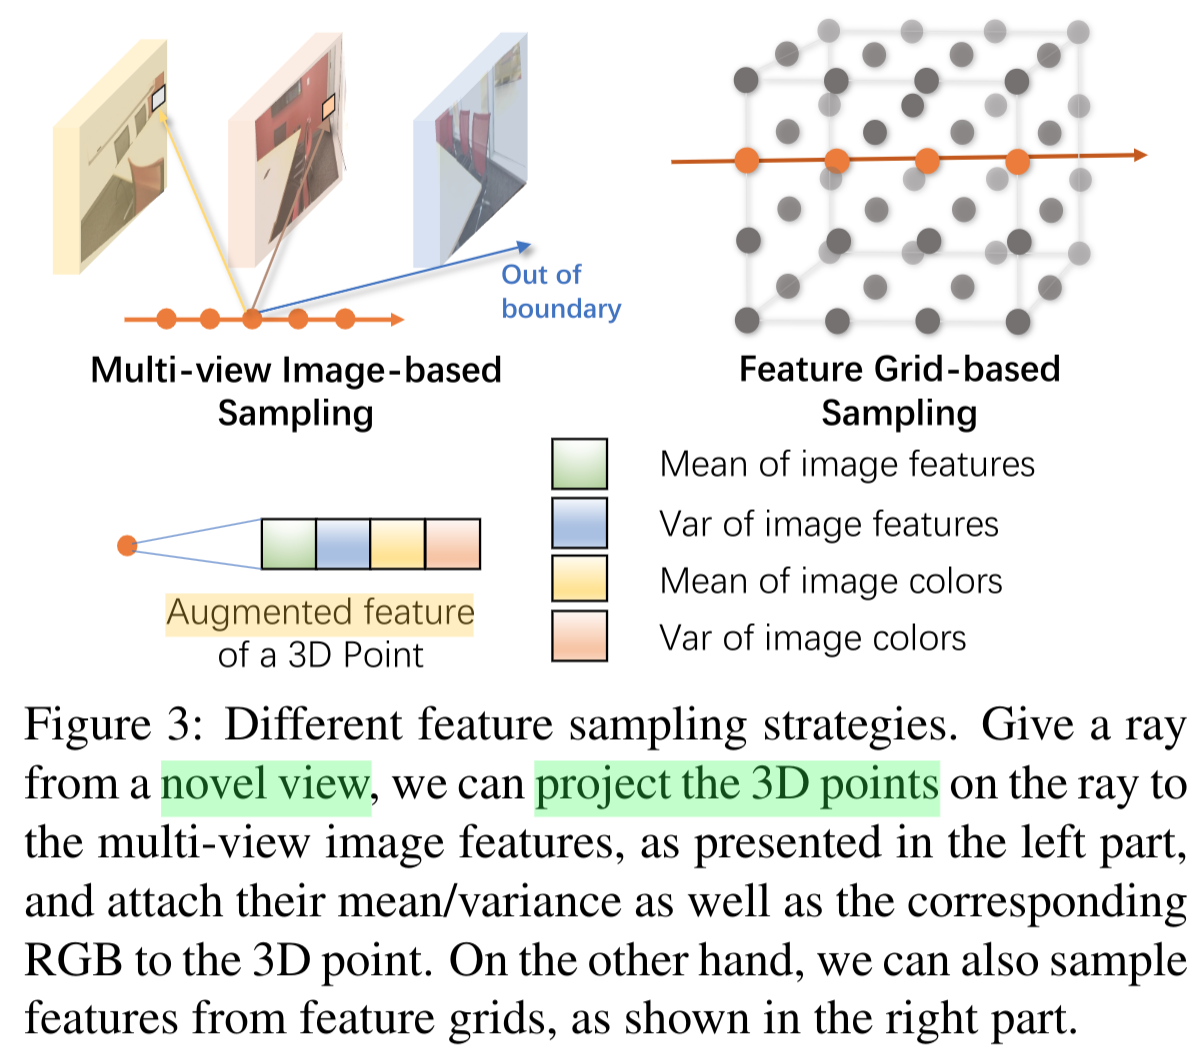 Out of
boundary
Multi-view Image-based
Sampling
Feature Grid-based
Sampling
Mean of image features
Var of image features
Mean of image colors
Var of image colors
Augmented feature
of a 3D Point
Figure 3: Different feature sampling strategies. Give a ray
from a novel view, we can project the 3D points on the ray to
the multi-view image features, as presented in the left part,
and attach their mean/variance as well as the corresponding
RGB to the 3D point. On the other hand, we can also sample
features from feature grids, as shown in the right part.